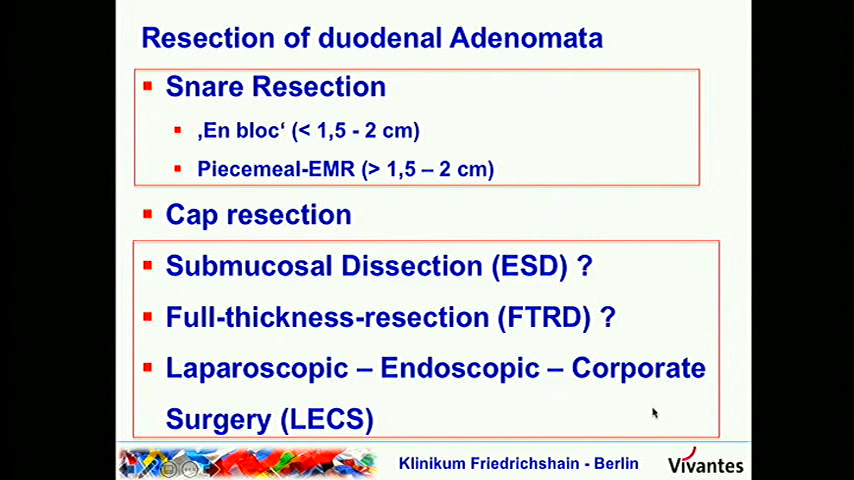 Resection of duodenal Adenomata
Snare Resection
‚En bloc‘ (< 1,5 - 2 cm)
Piecemeal-EMR (> 1,5 – 2 cm)
Cap resection
Submucosal Dissection (ESD) ?
Full-thickness-resection (FTRD) ?
Laparoscopic – Endoscopic – Corporate
Surgery (LECS)
Klinikum Friedrichshain - Berlin
Vivantes